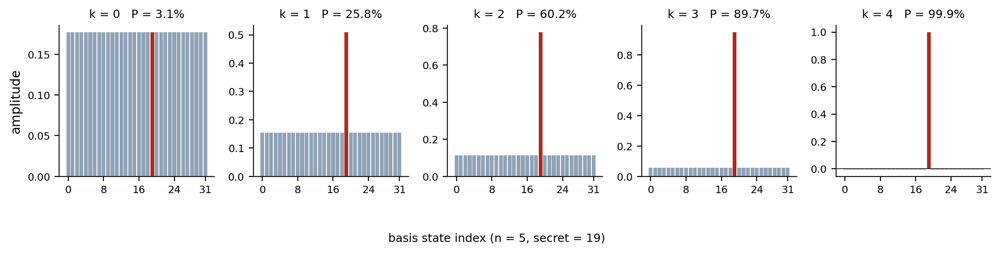 k = 0 P = 3.1%
k = 1 P = 25.8%
k = 2 P = 60.2%
k = 3 P = 89.7%
k = 4 P = 99.9%
amplitude
0.15
0.10
0.05
0.00
0 8 16 24 31
0.5
0.4
0.3
0.2
0.1
0.0
0 8 16 24 31
0.8
0.6
0.4
0.2
0.0
0 8 16 24 31
0.8
0.6
0.4
0.2
0.0
0 8 16 24 31
1.0
0.8
0.6
0.4
0.2
0.0
0 8 16 24 31
basis state index (n = 5, secret = 19)